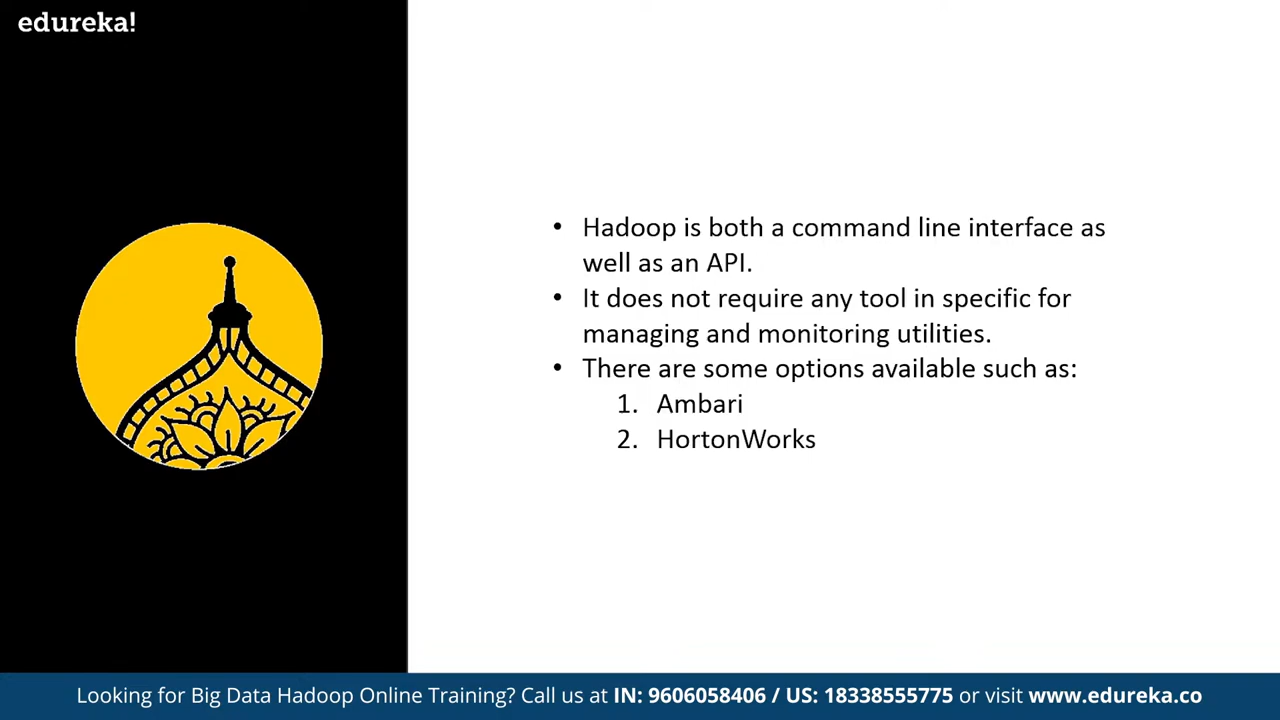 edureka!
• Hadoop is both a command line interface as
well as an API.
• It does not require any tool in specific for
managing and monitoring utilities.
• There are some options available such as:
1. Ambari
2. HortonWorks
Looking for Big Data Hadoop Online Training? Call us at IN: 9606058406 / US: 18338555775 or visit www.edureka.co